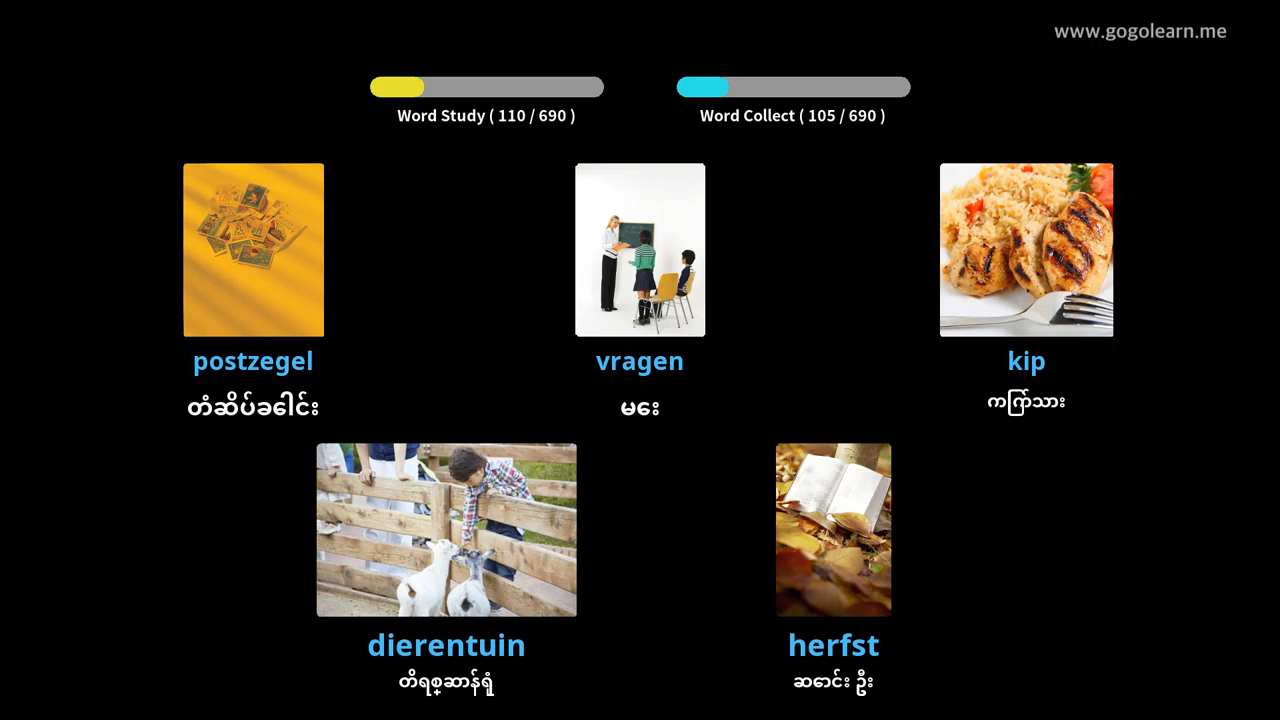 www.gogolearn.me
Word Study ( 110 / 690 )
Word Collect ( 105 / 690 )
postzegel
တံဆိပ်ခေါင်း
vragen
မေး
kip
ကြက်သား
dierentuin
တိရစ္ဆာန်ရုံ
herfst
ဆောင်း ဦး